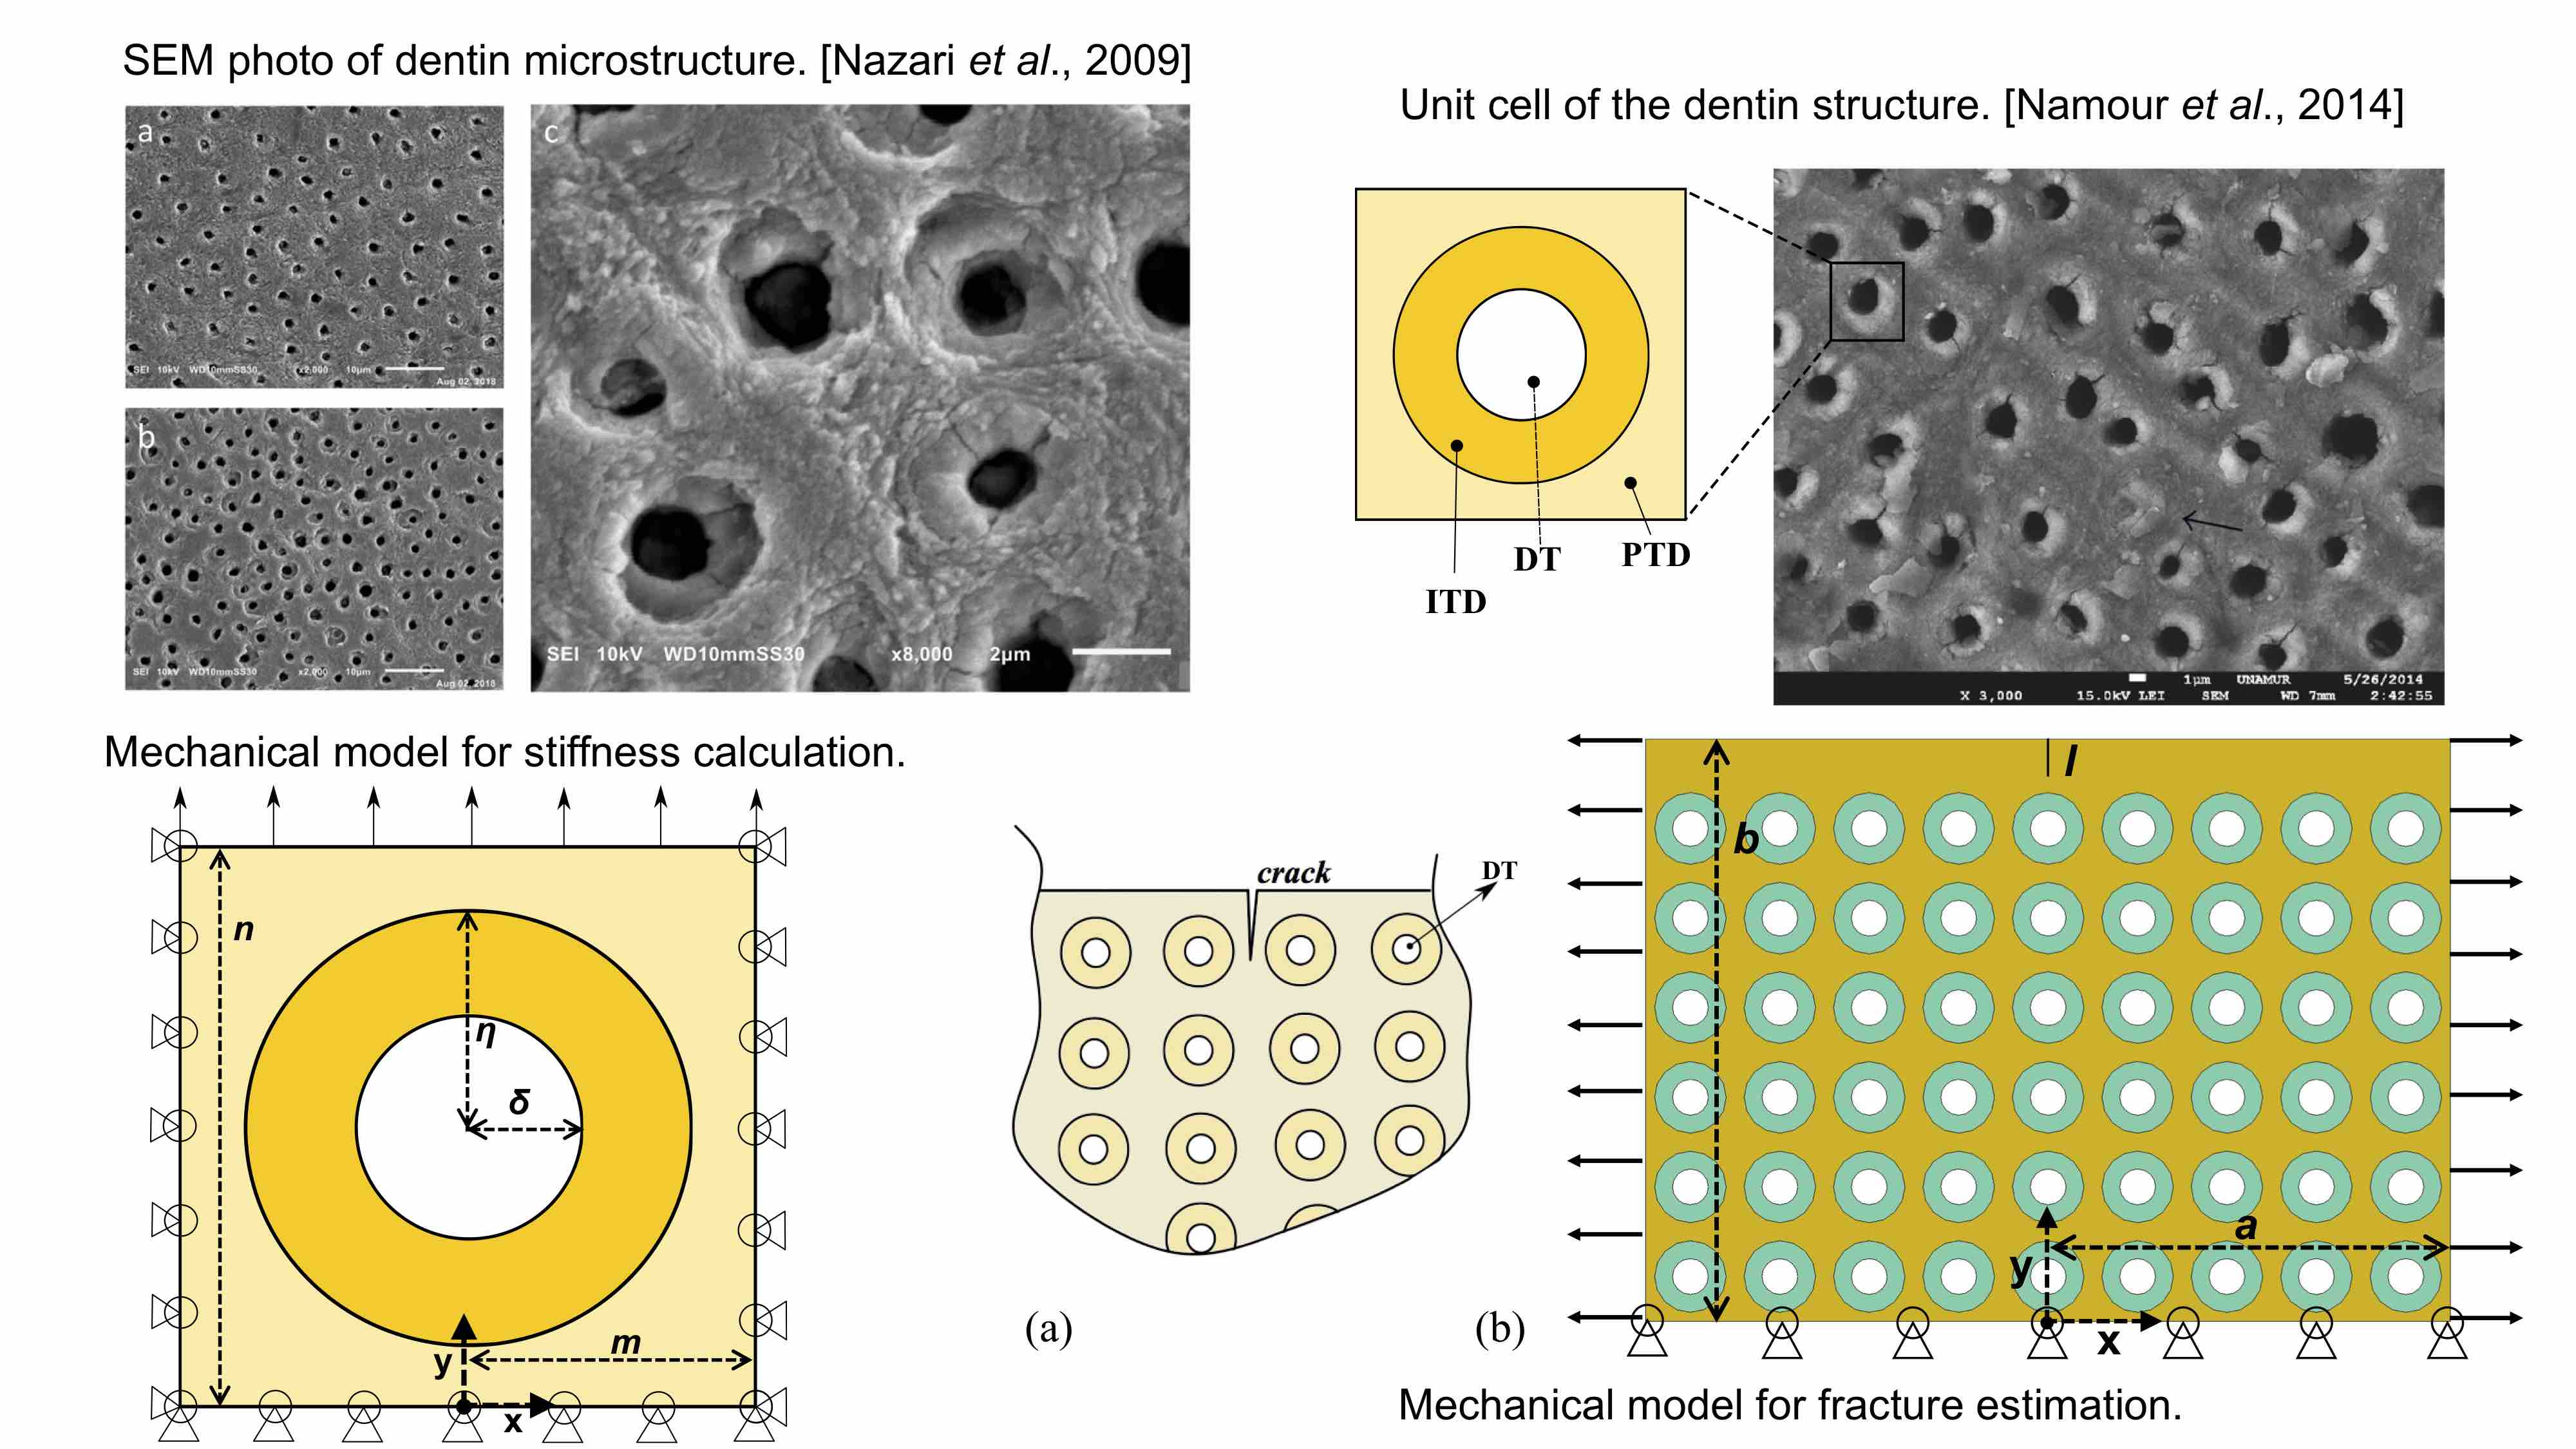 SEM photo of dentin microstructure. [Nazari et al., 2009]
a
SEI 10kV WD10mmSS30 x2,000 10µm
Aug 02, 2018
b
SEI 10kV WD10mmSS30 x2,000 10µm
Aug 02, 2018
c
SEI 10kV WD10mmSS30 x8,000 2µm
Unit cell of the dentin structure. [Namour et al., 2014]
DT
PTD
ITD
1µm UNAMUR 5/26/2014
X 3,000 15.0kV LEI SEM WD 7mm 2:42:55
Mechanical model for stiffness calculation.
n
η
δ
m
y
x
crack
DT
(a)
l
b
a
y
x
(b)
Mechanical model for fracture estimation.